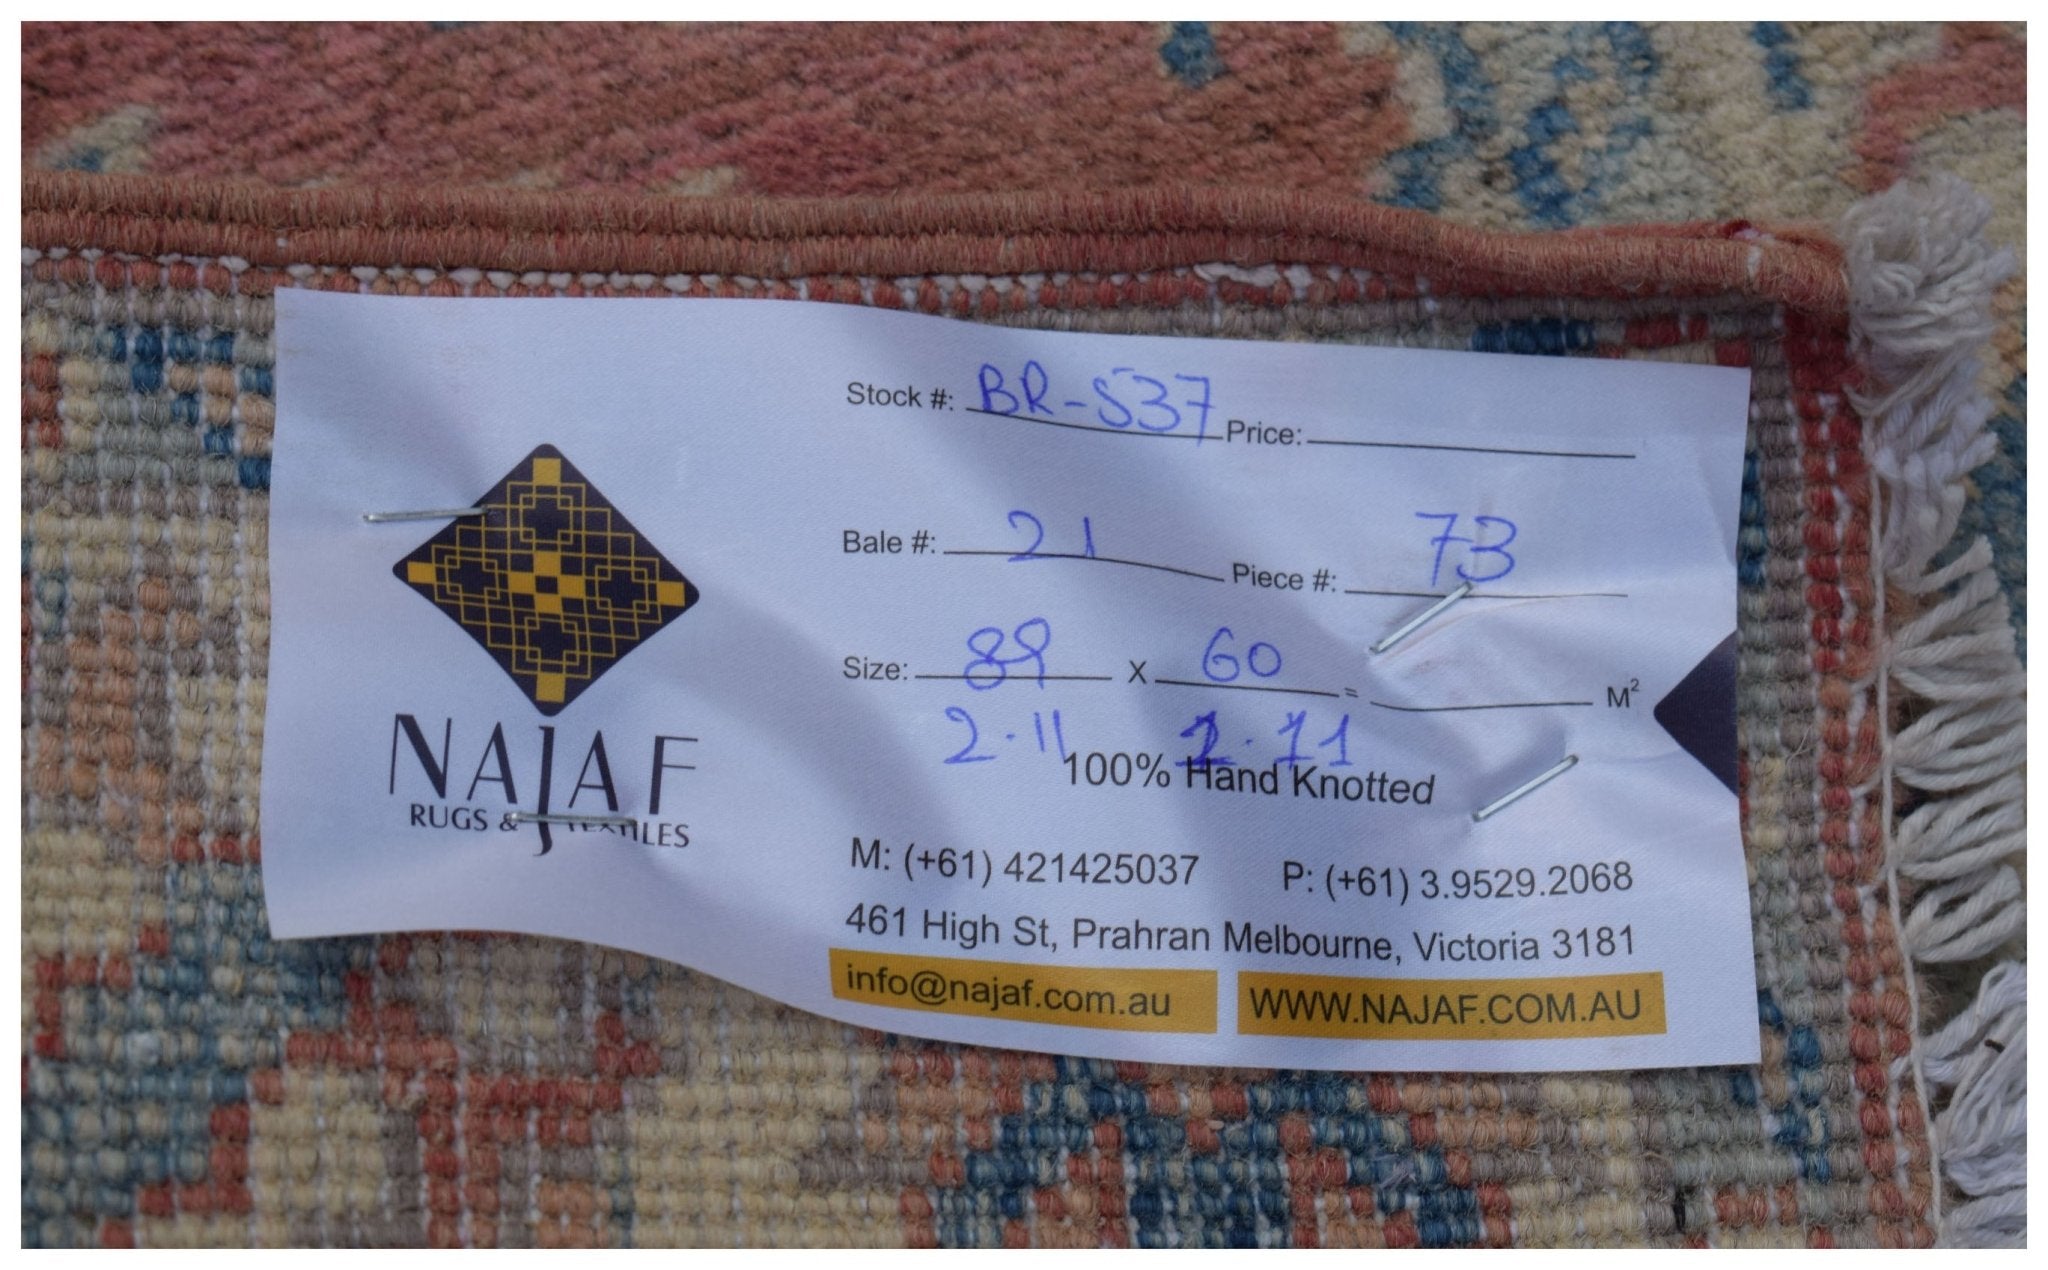 NAJAF
RUGS & TEXTILES
Stock #: BR-537 Price:
Bale #: 21 Piece #: 73
Size: 89 X 60 = M²
2.11 .11
100% Hand Knotted
M: (+61) 421425037 P: (+61) 3.9529.2068
461 High St, Prahran Melbourne, Victoria 3181
info@najaf.com.au WWW.NAJAF.COM.AU